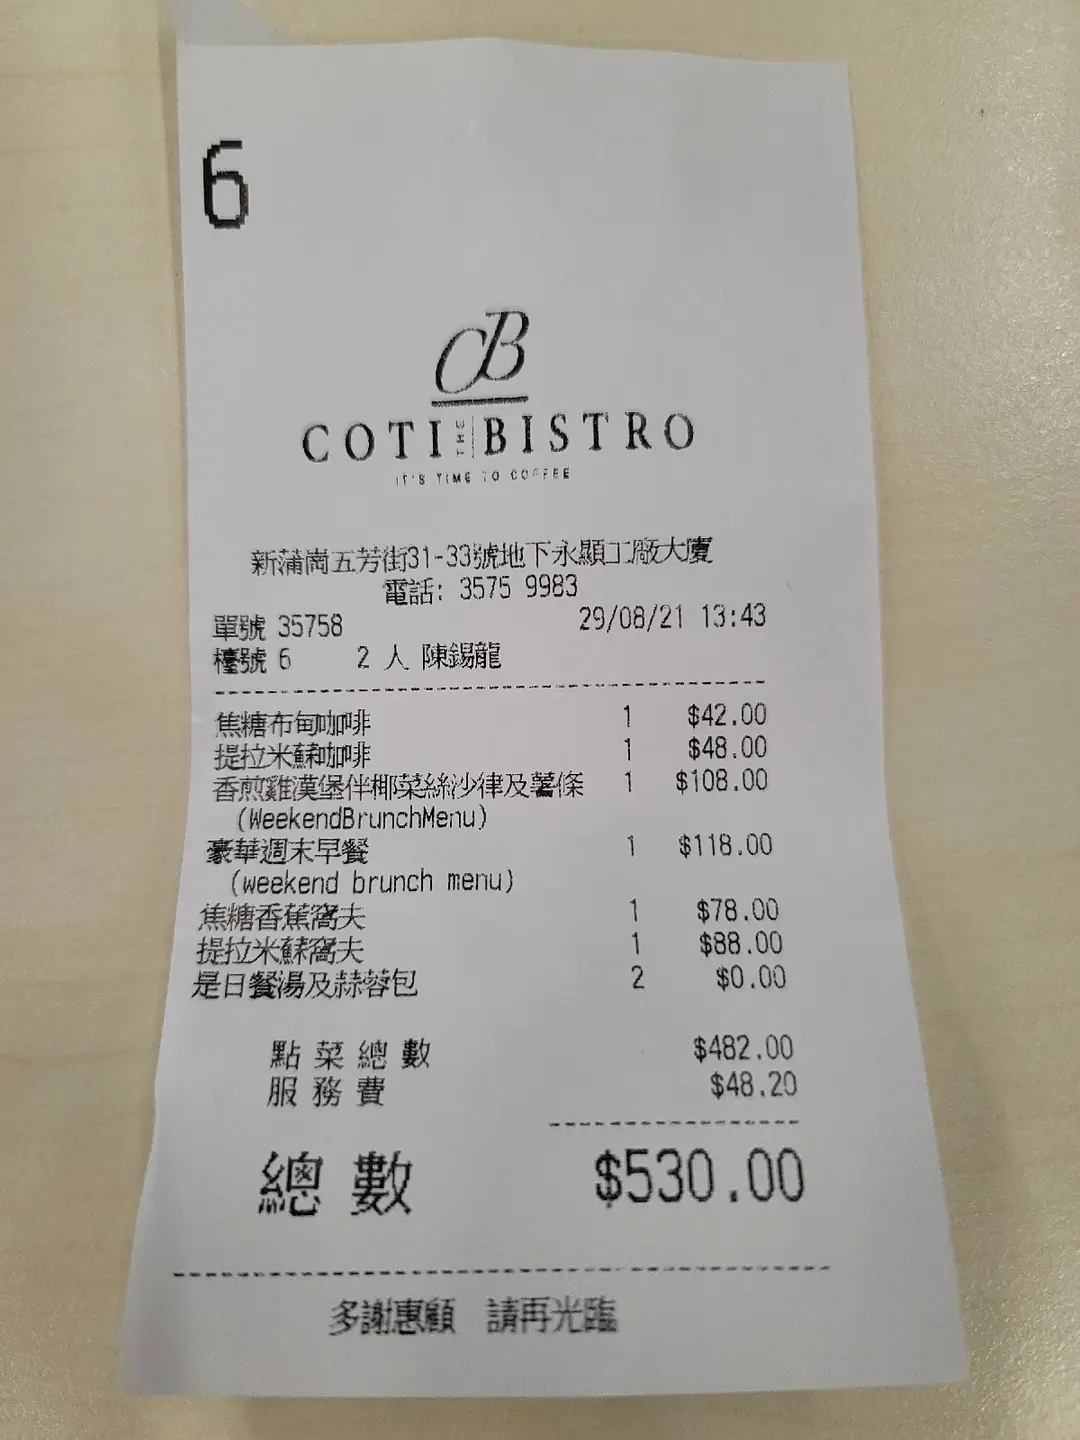 6
CB
COTI THE BISTRO
IT'S TIME TO COFFEE
新蒲崗五芳街31-33號地下永顯工廠大廈
電話: 3575 9983
單號 35758 29/08/21 13:43
檯號 6 2 人 陳錫龍
焦糖布甸咖啡 1 $42.00
提拉米蘇咖啡 1 $48.00
香煎雞漢堡伴椰菜絲沙律及薯條 1 $108.00
(WeekendBrunchMenu)
豪華週末早餐 1 $118.00
(weekend brunch menu)
焦糖香蕉窩夫 1 $78.00
提拉米蘇窩夫 1 $88.00
是日餐湯及蒜蓉包 2 $0.00
點菜總數 $482.00
服務費 $48.20
總數 $530.00
多謝惠顧 請再光臨